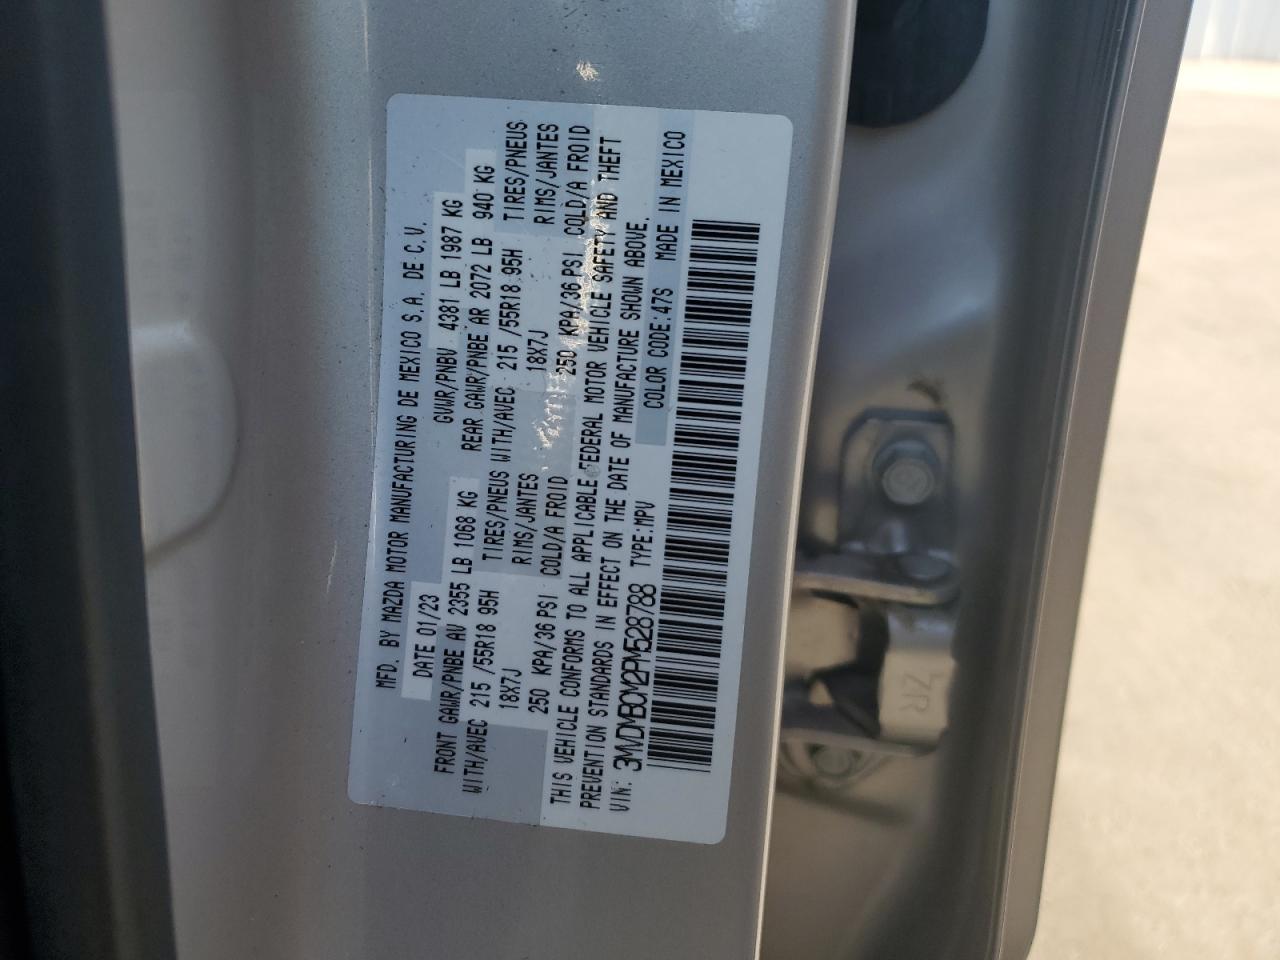 MFD. BY MAZDA MOTOR MANUFACTURING DE MEXICO S.A. DE C.V.
DATE 01/23 GVWR/PNBV 4381 LB 1987 KG
FRONT GAWR/PNBE AV 2355 LB 1068 KG REAR GAWR/PNBE AR 2072 LB 940 KG
WITH/AVEC 215 /55R18 95H TIRES/PNEUS WITH/AVEC 215 /55R18 95H TIRES/PNEUS
18X7J RIMS/JANTES 18X7J RIMS/JANTES
250 KPA/36 PSI COLD/A FROID 250 KPA/36 PSI COLD/A FROID
THIS VEHICLE CONFORMS TO ALL APPLICABLE FEDERAL MOTOR VEHICLE SAFETY AND THEFT
PREVENTION STANDARDS IN EFFECT ON THE DATE OF MANUFACTURE SHOWN ABOVE.
VIN: 3MVDMBCM2PM528788 TYPE:MPV COLOR CODE:47S MADE IN MEXICO
ZR